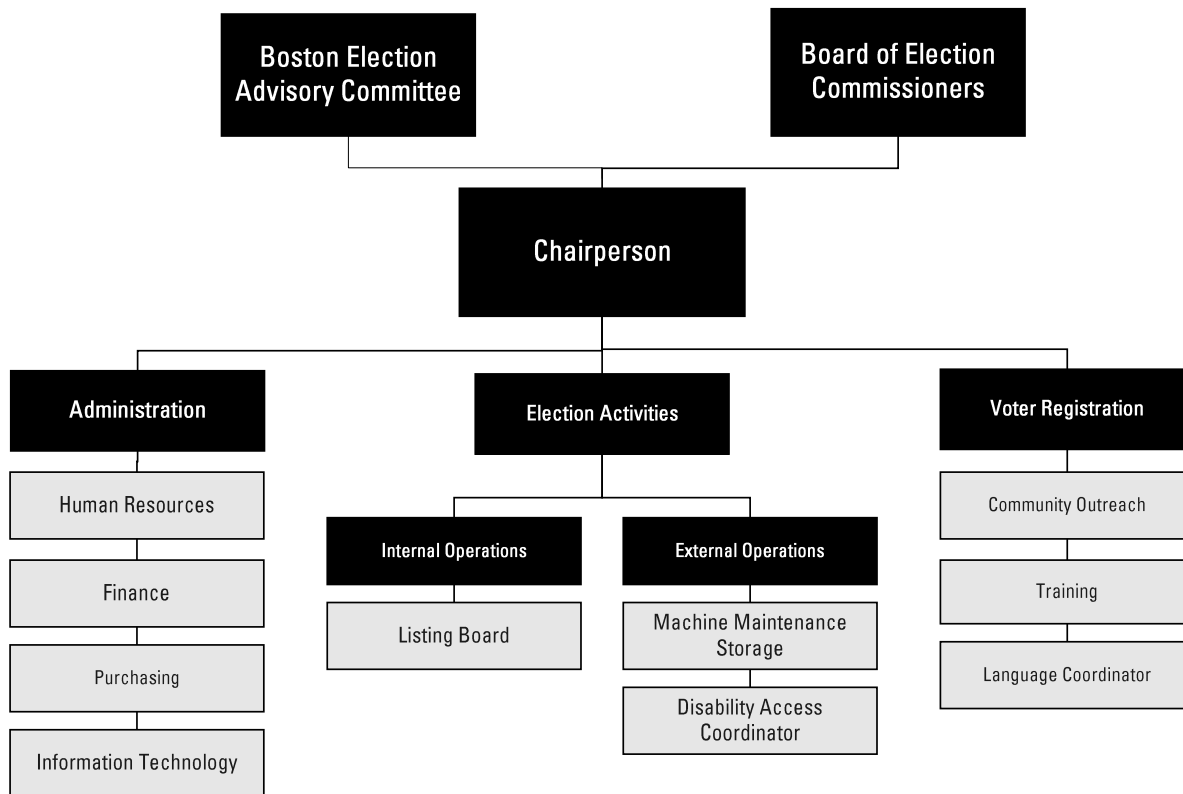 Boston Election
Advisory Committee
Board of Election
Commissioners
Chairperson
Administration
Election Activities
Voter Registration
Human Resources
Finance
Purchasing
Information Technology
Internal Operations
Listing Board
External Operations
Machine Maintenance
Storage
Disability Access
Coordinator
Community Outreach
Training
Language Coordinator